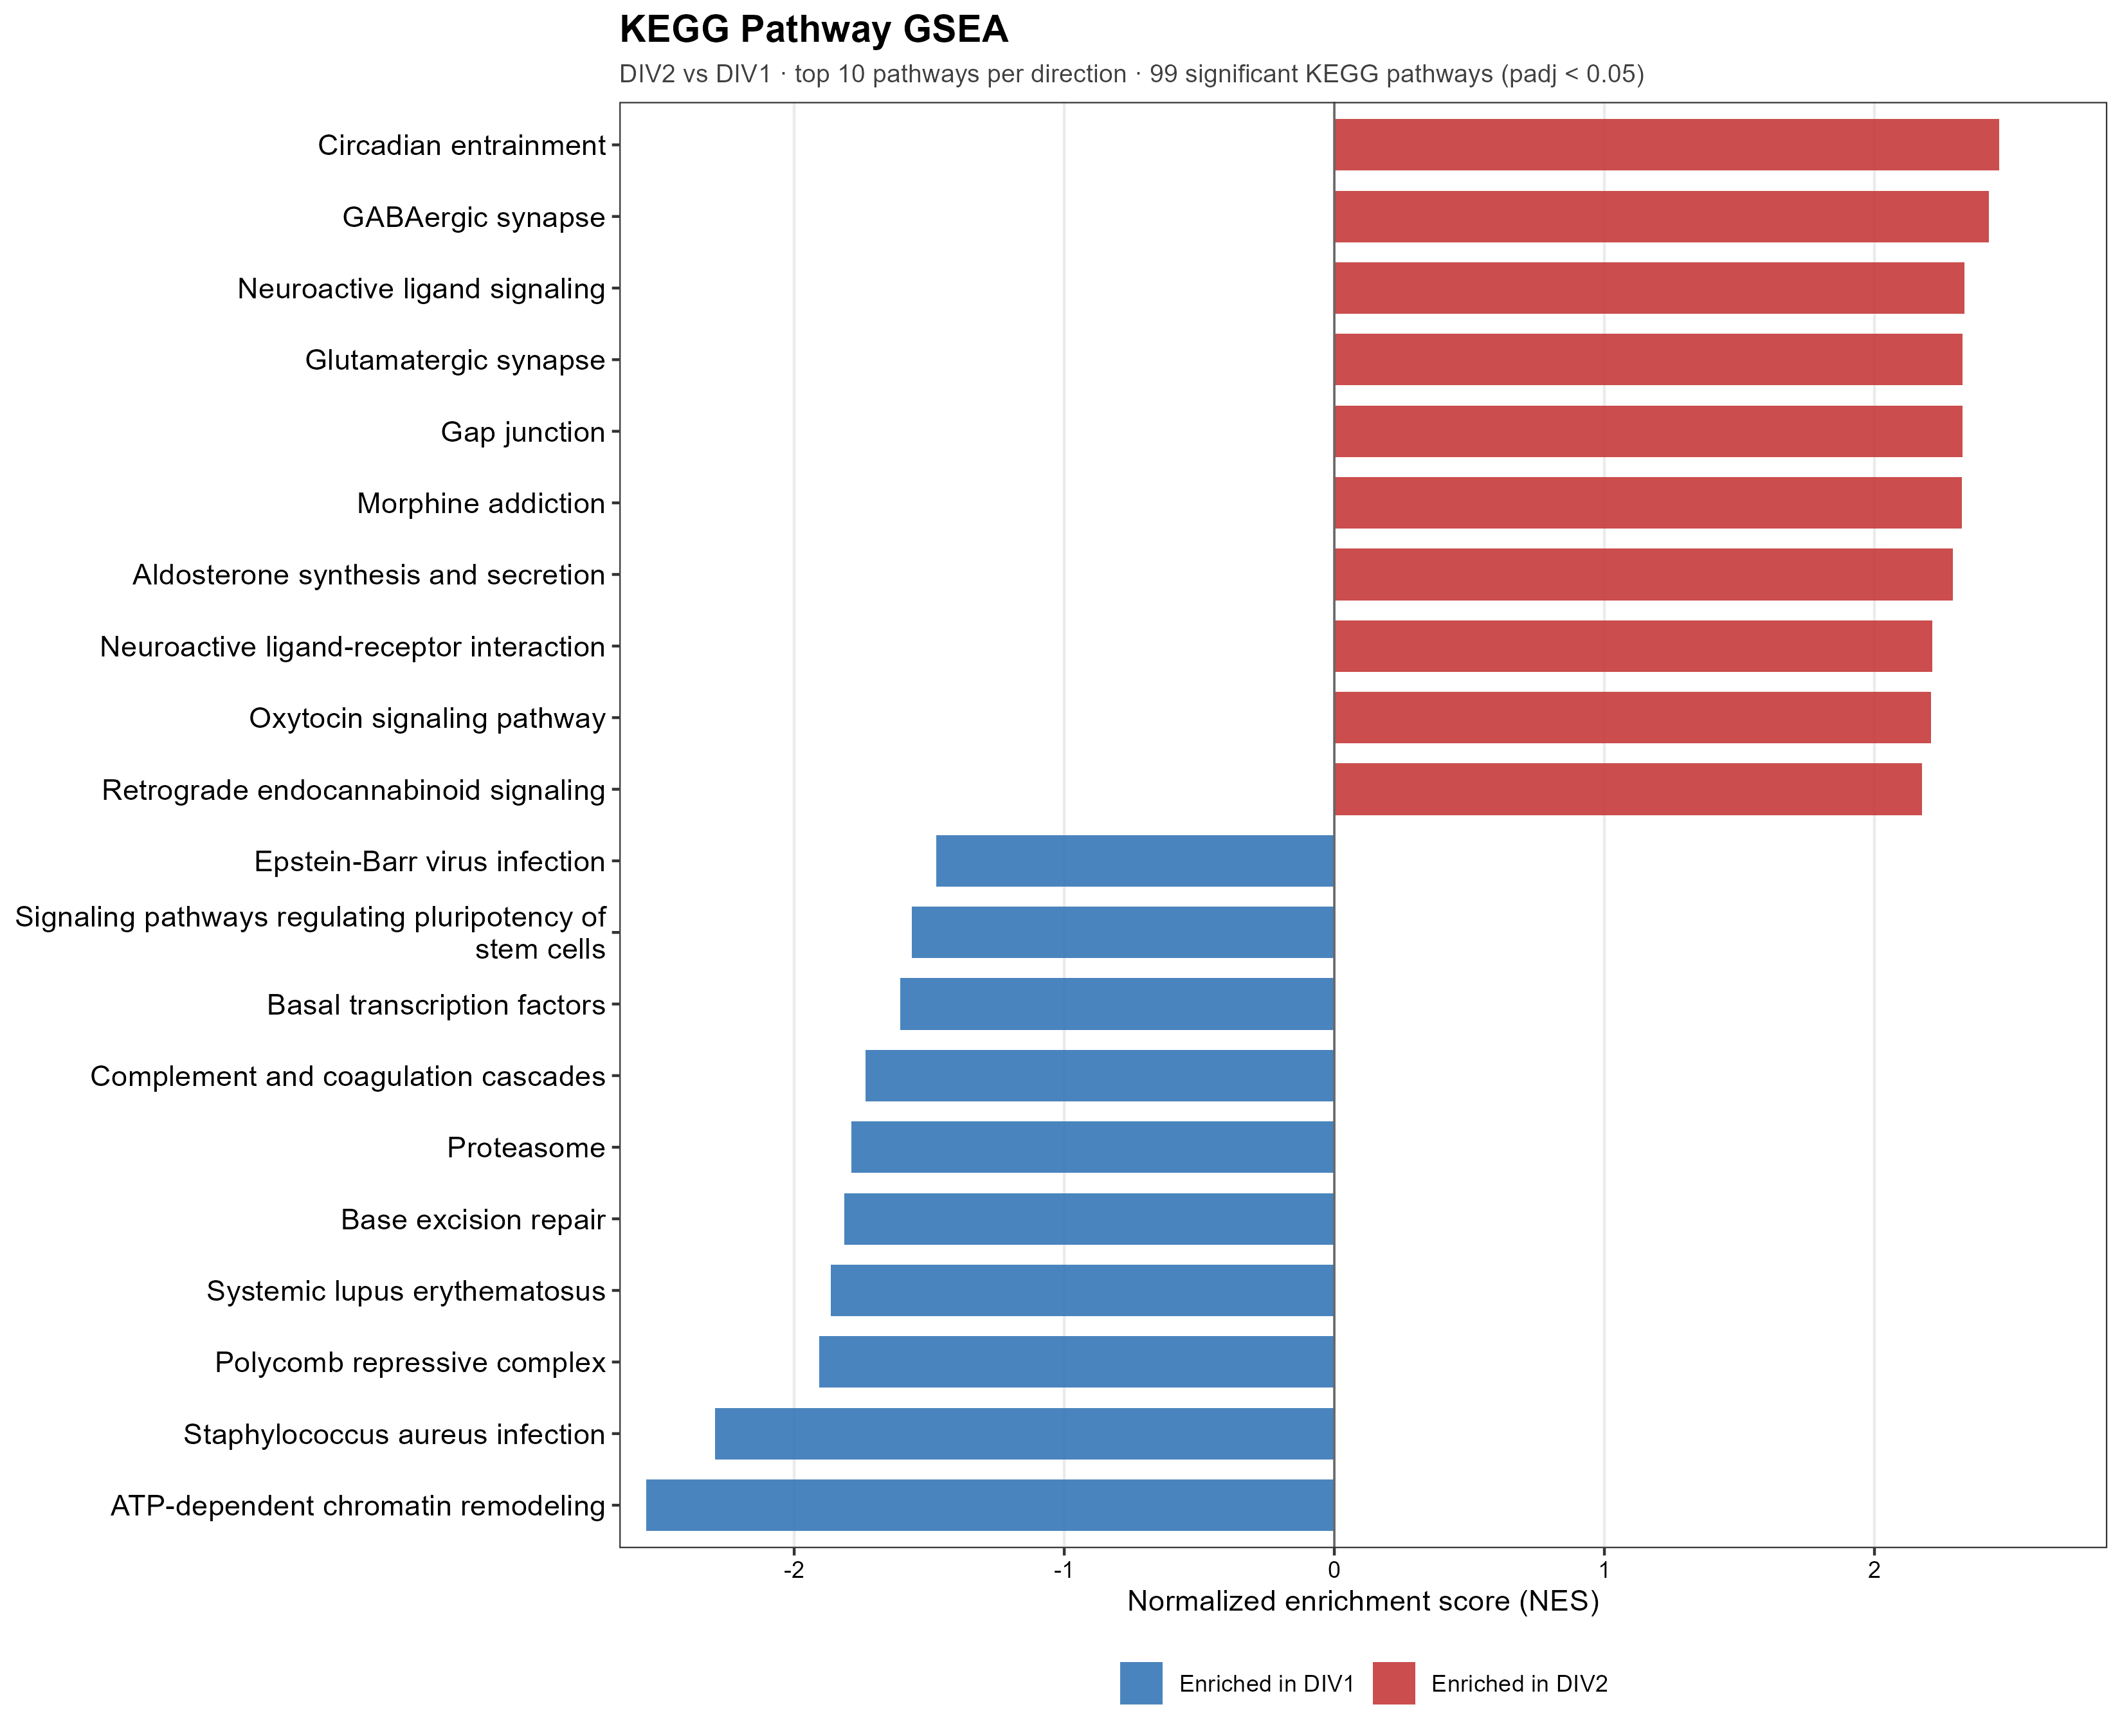 KEGG Pathway GSEA
DIV2 vs DIV1 · top 10 pathways per direction · 99 significant KEGG pathways (padj < 0.05)
Circadian entrainment
GABAergic synapse
Neuroactive ligand signaling
Glutamatergic synapse
Gap junction
Morphine addiction
Aldosterone synthesis and secretion
Neuroactive ligand-receptor interaction
Oxytocin signaling pathway
Retrograde endocannabinoid signaling
Epstein-Barr virus infection
Signaling pathways regulating pluripotency of
stem cells
Basal transcription factors
Complement and coagulation cascades
Proteasome
Base excision repair
Systemic lupus erythematosus
Polycomb repressive complex
Staphylococcus aureus infection
ATP-dependent chromatin remodeling
-2 -1 0 1 2
Normalized enrichment score (NES)
Enriched in DIV1 Enriched in DIV2